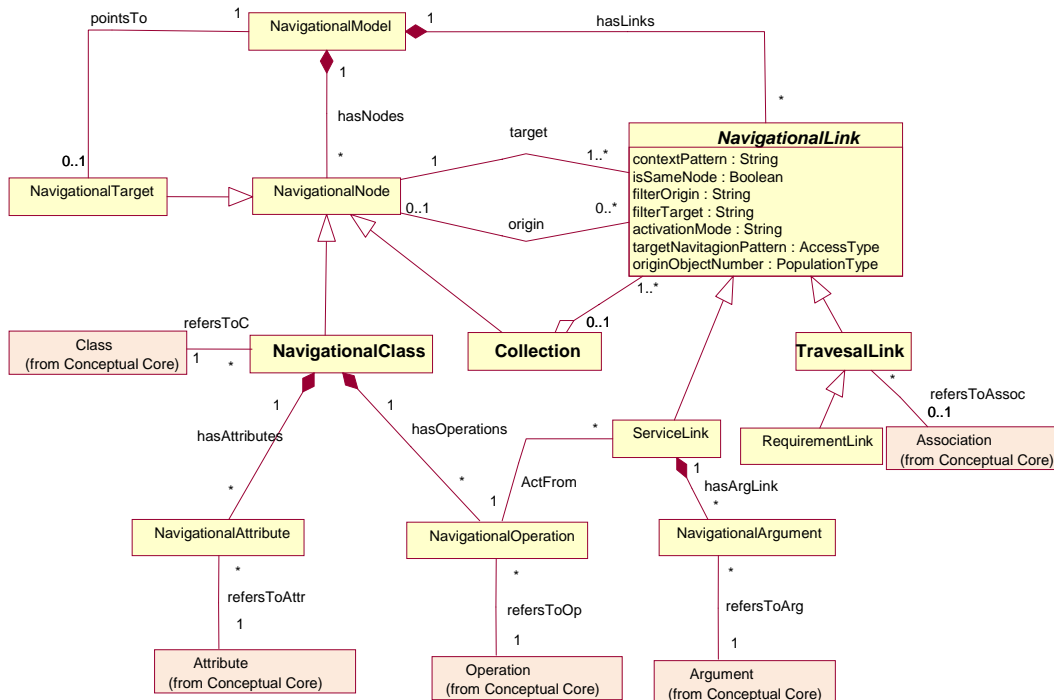 pointsTo
1
NavigationalModel
1
hasLinks
1
hasNodes
*
*
0..1
NavigationalTarget
NavigationalNode
target
1
1..*
0..1
0..*
origin
NavigationalLink
contextPattern : String
isSameNode : Boolean
filterOrigin : String
filterTarget : String
activationMode : String
targetNavitagionPattern : AccessType
originObjectNumber : PopulationType
1..*
0..1
Class
(from Conceptual Core)
refersToC
1
*
NavigationalClass
Collection
TravesalLink
*
refersToAssoc
0..1
1
hasAttributes
*
1
hasOperations
*
*
ServiceLink
ActFrom
1
1
hasArgLink
*
RequirementLink
Association
(from Conceptual Core)
NavigationalAttribute
NavigationalOperation
NavigationalArgument
*
refersToAttr
1
*
refersToOp
1
*
refersToArg
1
Attribute
(from Conceptual Core)
Operation
(from Conceptual Core)
Argument
(from Conceptual Core)